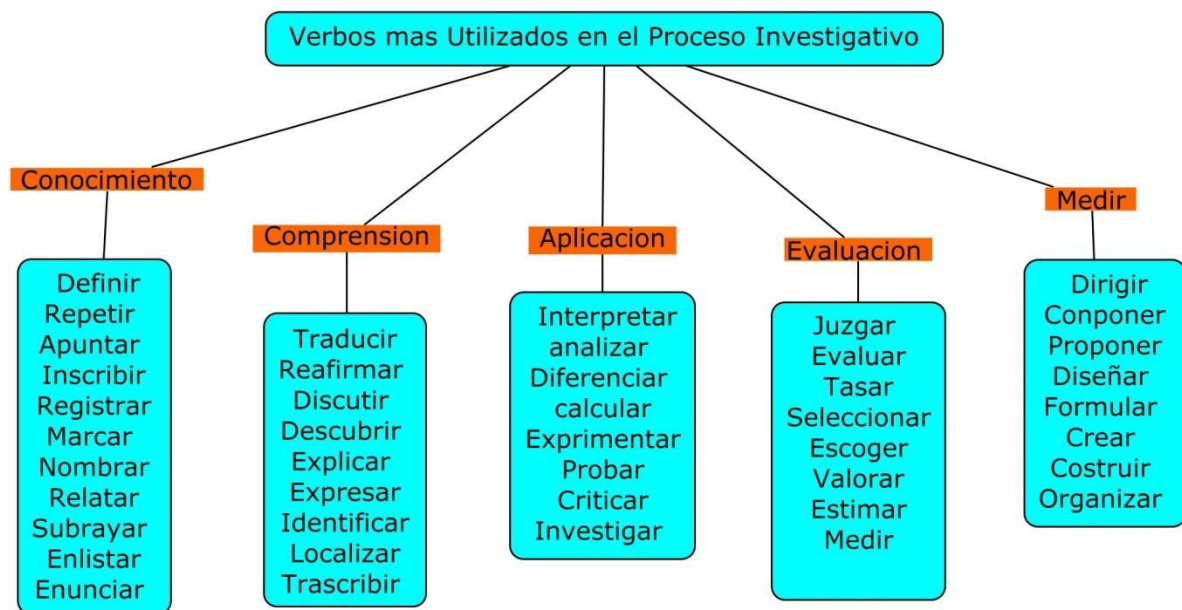 Verbos mas Utilizados en el Proceso Investigativo
Conocimiento
Definir
Repetir
Apuntar
Inscribir
Registrar
Marcar
Nombrar
Relatar
Subrayar
Enlistar
Enunciar
Comprension
Traducir
Reafirmar
Discutir
Descubrir
Explicar
Expresar
Identificar
Localizar
Trascribir
Aplicacion
Interpretar
analizar
Diferenciar
calcular
Exprimentar
Probar
Criticar
Investigar
Evaluacion
Juzgar
Evaluar
Tasar
Seleccionar
Escoger
Valorar
Estimar
Medir
Medir
Dirigir
Conponer
Proponer
Diseñar
Formular
Crear
Costruir
Organizar